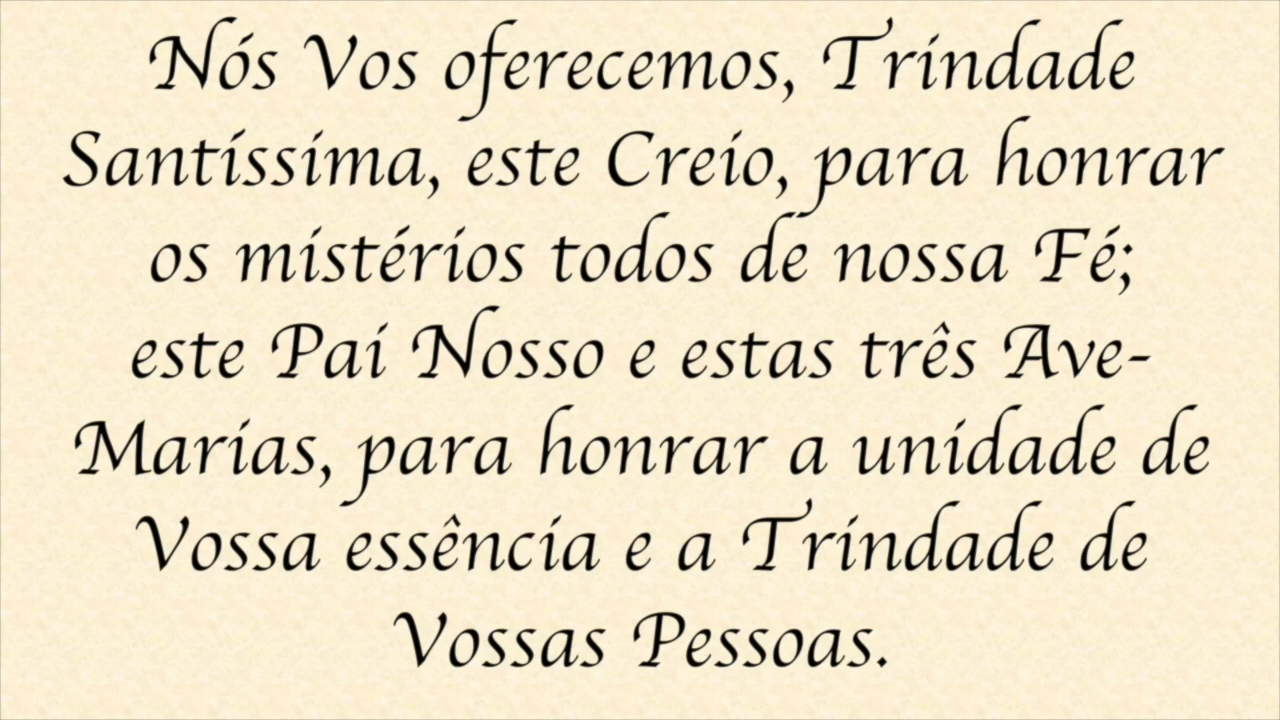 Nós Vos oferecemos, Trindade
Santíssima, este Creio, para honrar
os mistérios todos de nossa Fé;
este Pai Nosso e estas três Ave-
Marias, para honrar a unidade de
Vossa essência e a Trindade de
Vossas Pessoas.